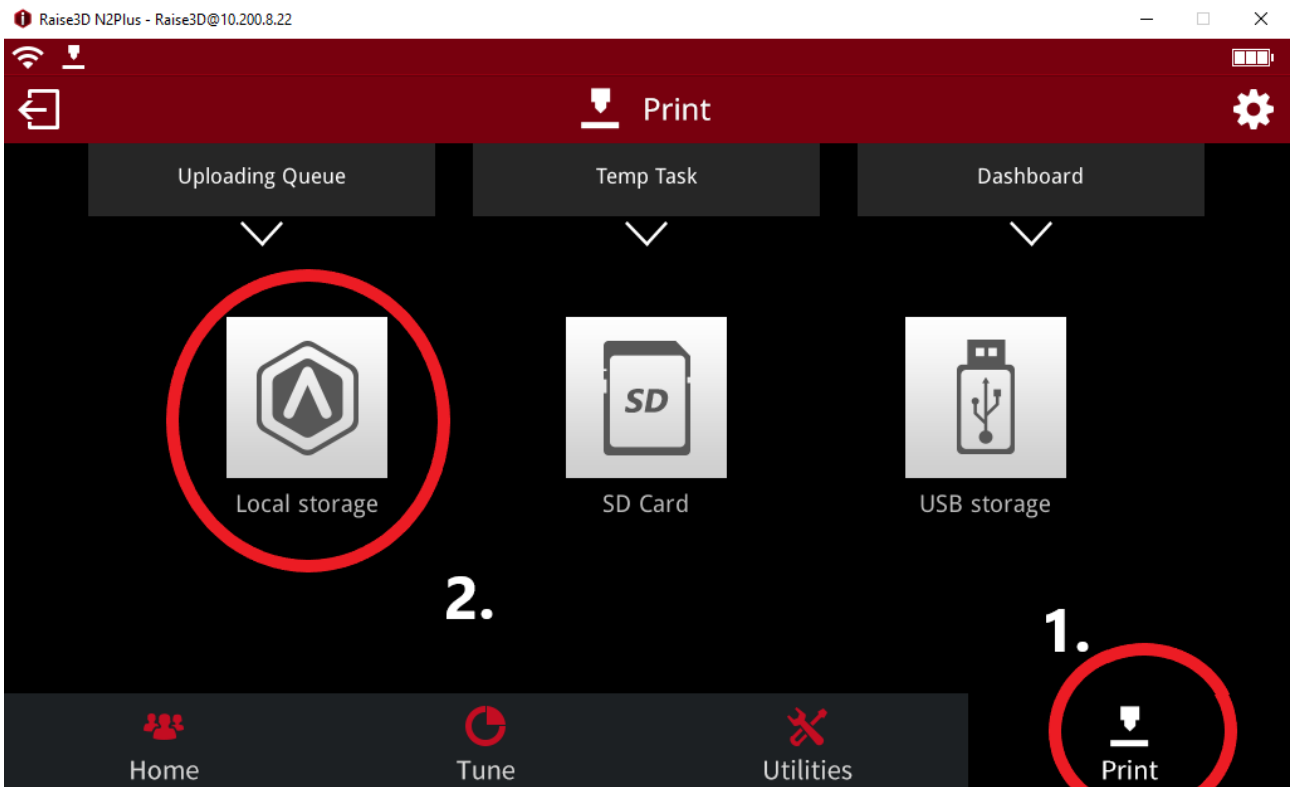 Raise3D N2Plus - Raise3D@10.200.8.22
Print
Uploading Queue
Temp Task
Dashboard
SD
Local storage
SD Card
USB storage
2.
1.
Home
Tune
Utilities
Print